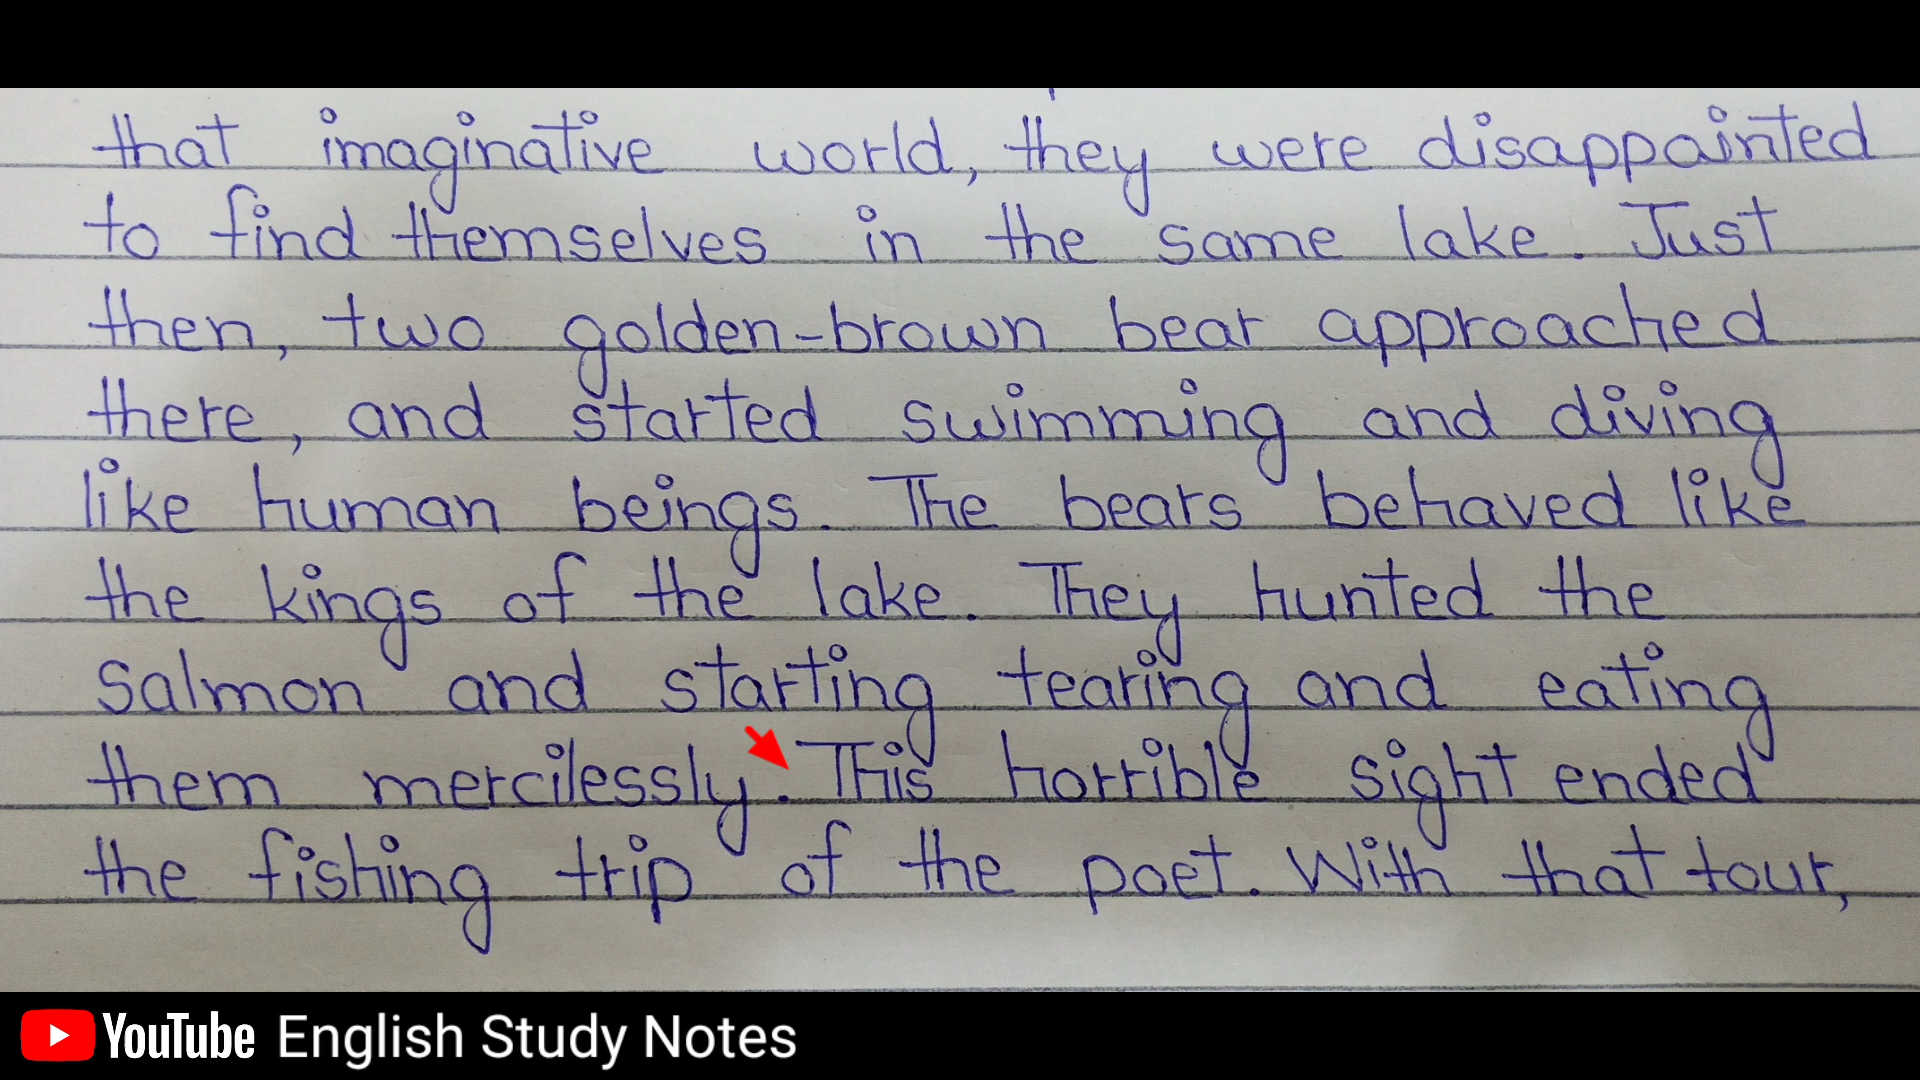 that imaginative world, they were disappointed
to find themselves in the same lake. Just
then, two golden-brown bear approached
there, and started swimming and diving
like human beings. The bears behaved like
the kings of the lake. They hunted the
salmon and starting tearing and eating
them mercilessly. This horrible sight ended
the fishing trip of the poet. With that tour,
YouTube English Study Notes